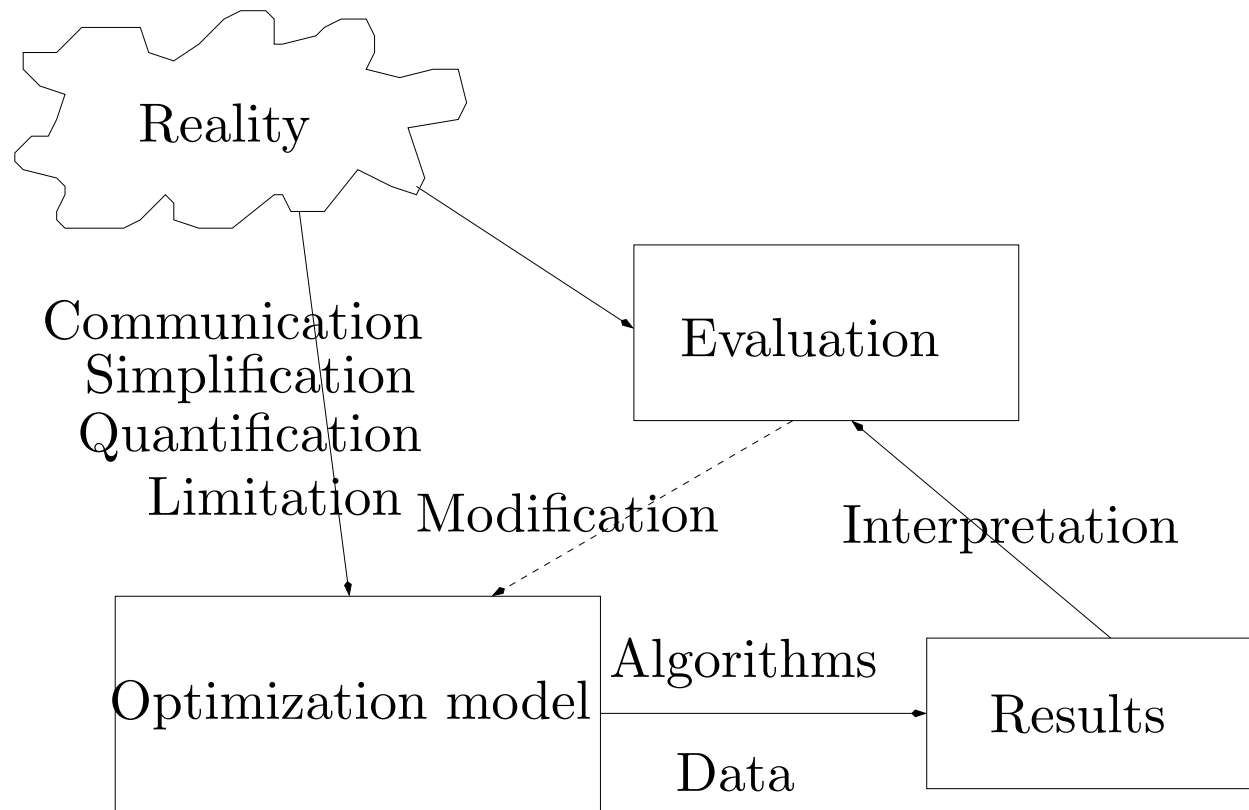 Reality
Communication
Simplification
Quantification
Limitation
Evaluation
Modification
Interpretation
Optimization model
Algorithms
Data
Results